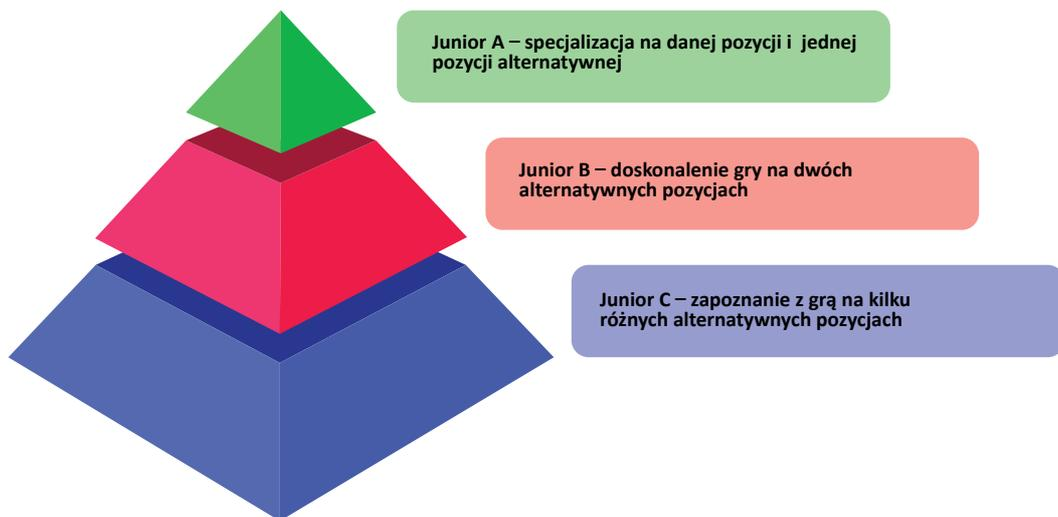 Junior A – specjalizacja na danej pozycji i  jednej
pozycji alternatywnej
Junior B – doskonalenie gry na dwóch
alternatywnych pozycjach
Junior C – zapoznanie z grą na kilku
różnych alternatywnych pozycjach